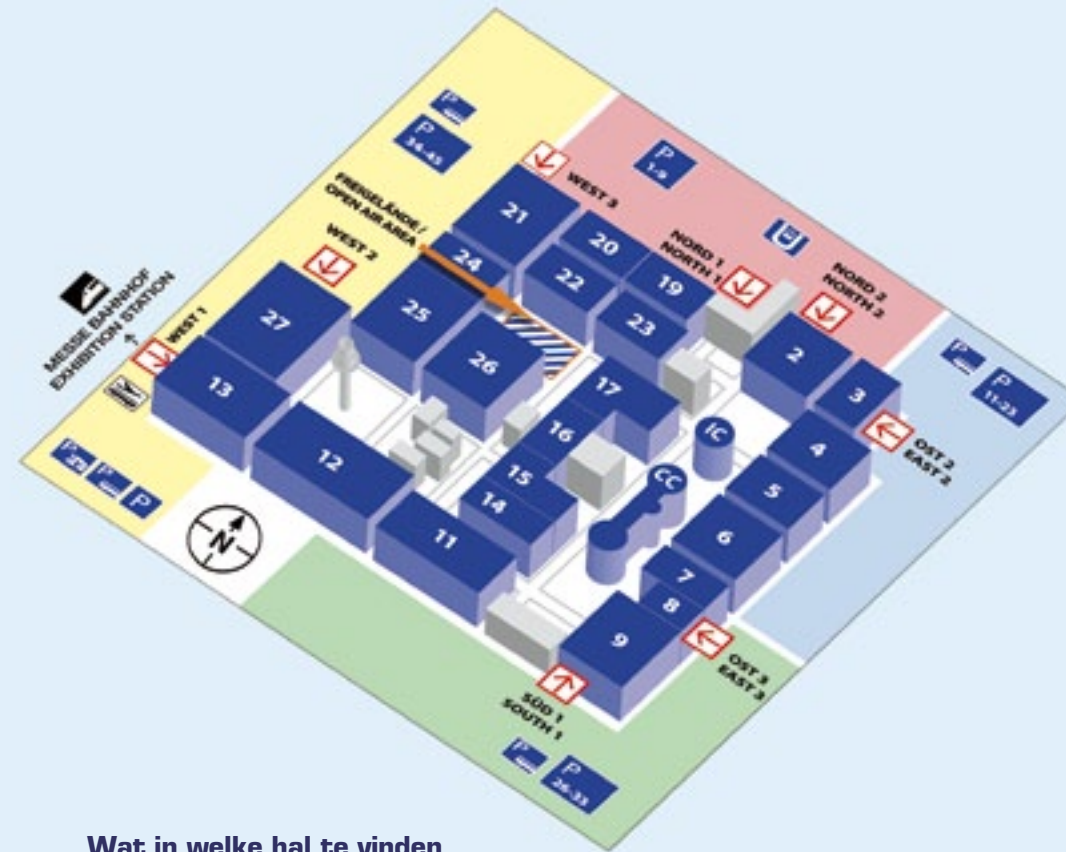 P
P
34-45
P
1-9
WEST 3
FREIGELÄNDE /
OPEN AIR AREA
WEST 2
NORD 1
NORTH 1
U
NORD 2
NORTH 2
MESSE BAHNHOF
EXHIBITION STATION
WEST 1
21
20
19
24
22
23
25
26
27
13
12
11
17
16
15
14
IC
CC
2
3
4
5
6
7
8
9
P
P
11-23
OST 2
EAST 2
OST 3
EAST 3
SÜD 1
SOUTH 1
P
P
P
N
P
P
26-33
Wat in welke hal te vinden